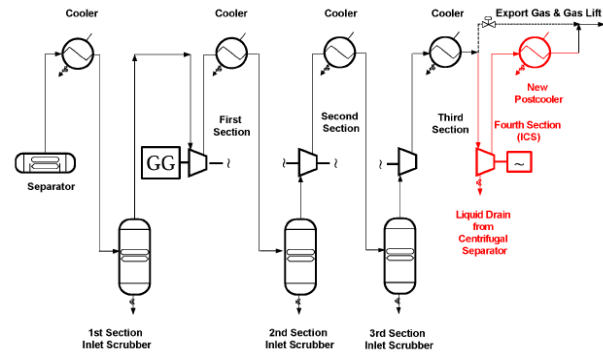 Cooler
Cooler
Cooler
Cooler
Export Gas & Gas Lift
New
Postcooler
First
Section
Second
Section
Third
Section
Fourth Section
(ICS)
GG
~
~
~
~
Separator
Liquid Drain
from
Centrifugal
Separator
1st Section
Inlet Scrubber
2nd Section
Inlet Scrubber
3rd Section
Inlet Scrubber